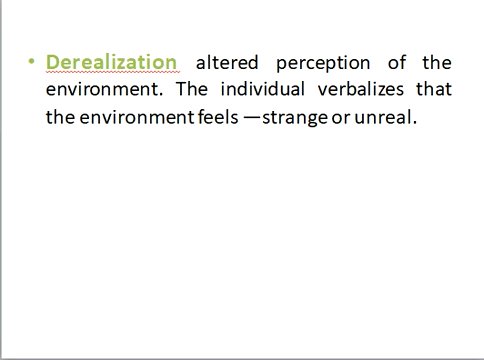 • Derealization altered perception of the
environment. The individual verbalizes that
the environment feels ―strange or unreal.